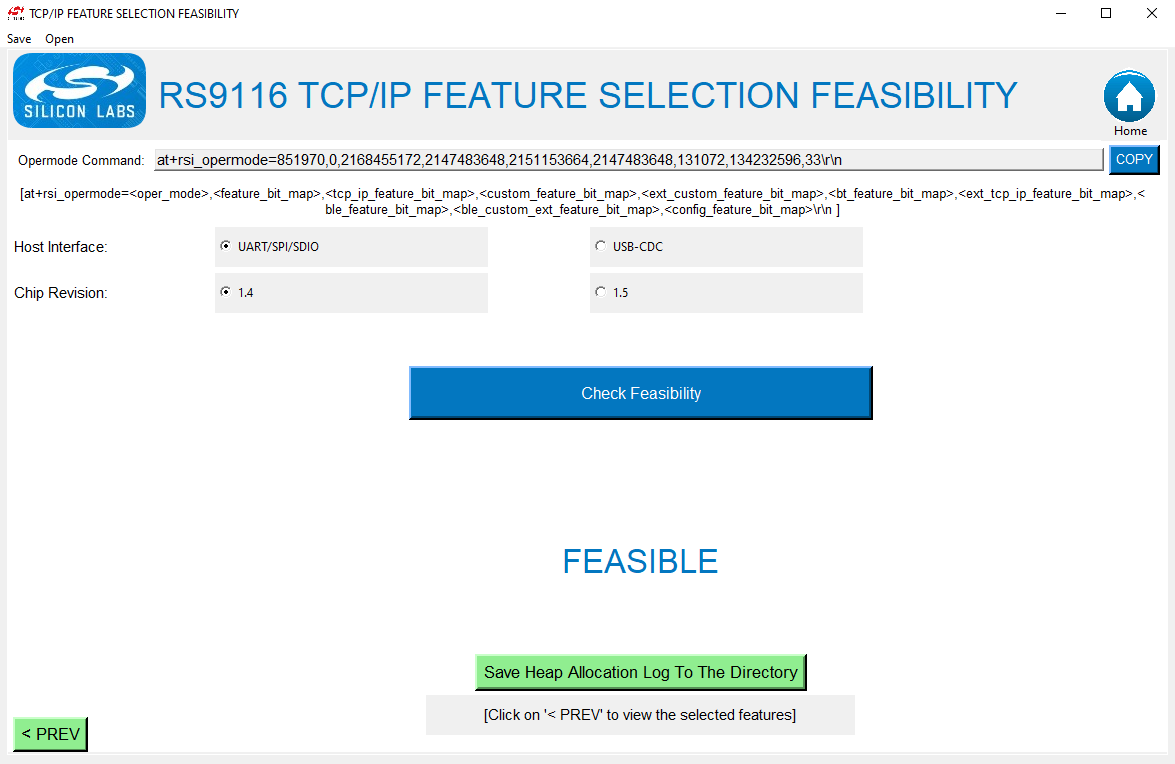 TCP/IP FEATURE SELECTION FEASIBILITY
Save Open
SILICON LABS
RS9116 TCP/IP FEATURE SELECTION FEASIBILITY
Home
Opermode Command: at+rsi_opermode=851970,0,2168455172,2147483648,2151153664,2147483648,131072,134232596,33\r\n COPY
[at+rsi_opermode=<oper_mode>,<feature_bit_map>,<tcp_ip_feature_bit_map>,<custom_feature_bit_map>,<ext_custom_feature_bit_map>,<bt_feature_bit_map>,<ext_tcp_ip_feature_bit_map>,<
ble_feature_bit_map>,<ble_custom_ext_feature_bit_map>,<config_feature_bit_map>\r\n ]
Host Interface: UART/SPI/SDIO USB-CDC
Chip Revision: 1.4 1.5
Check Feasibility
FEASIBLE
Save Heap Allocation Log To The Directory
[Click on '< PREV' to view the selected features]
< PREV